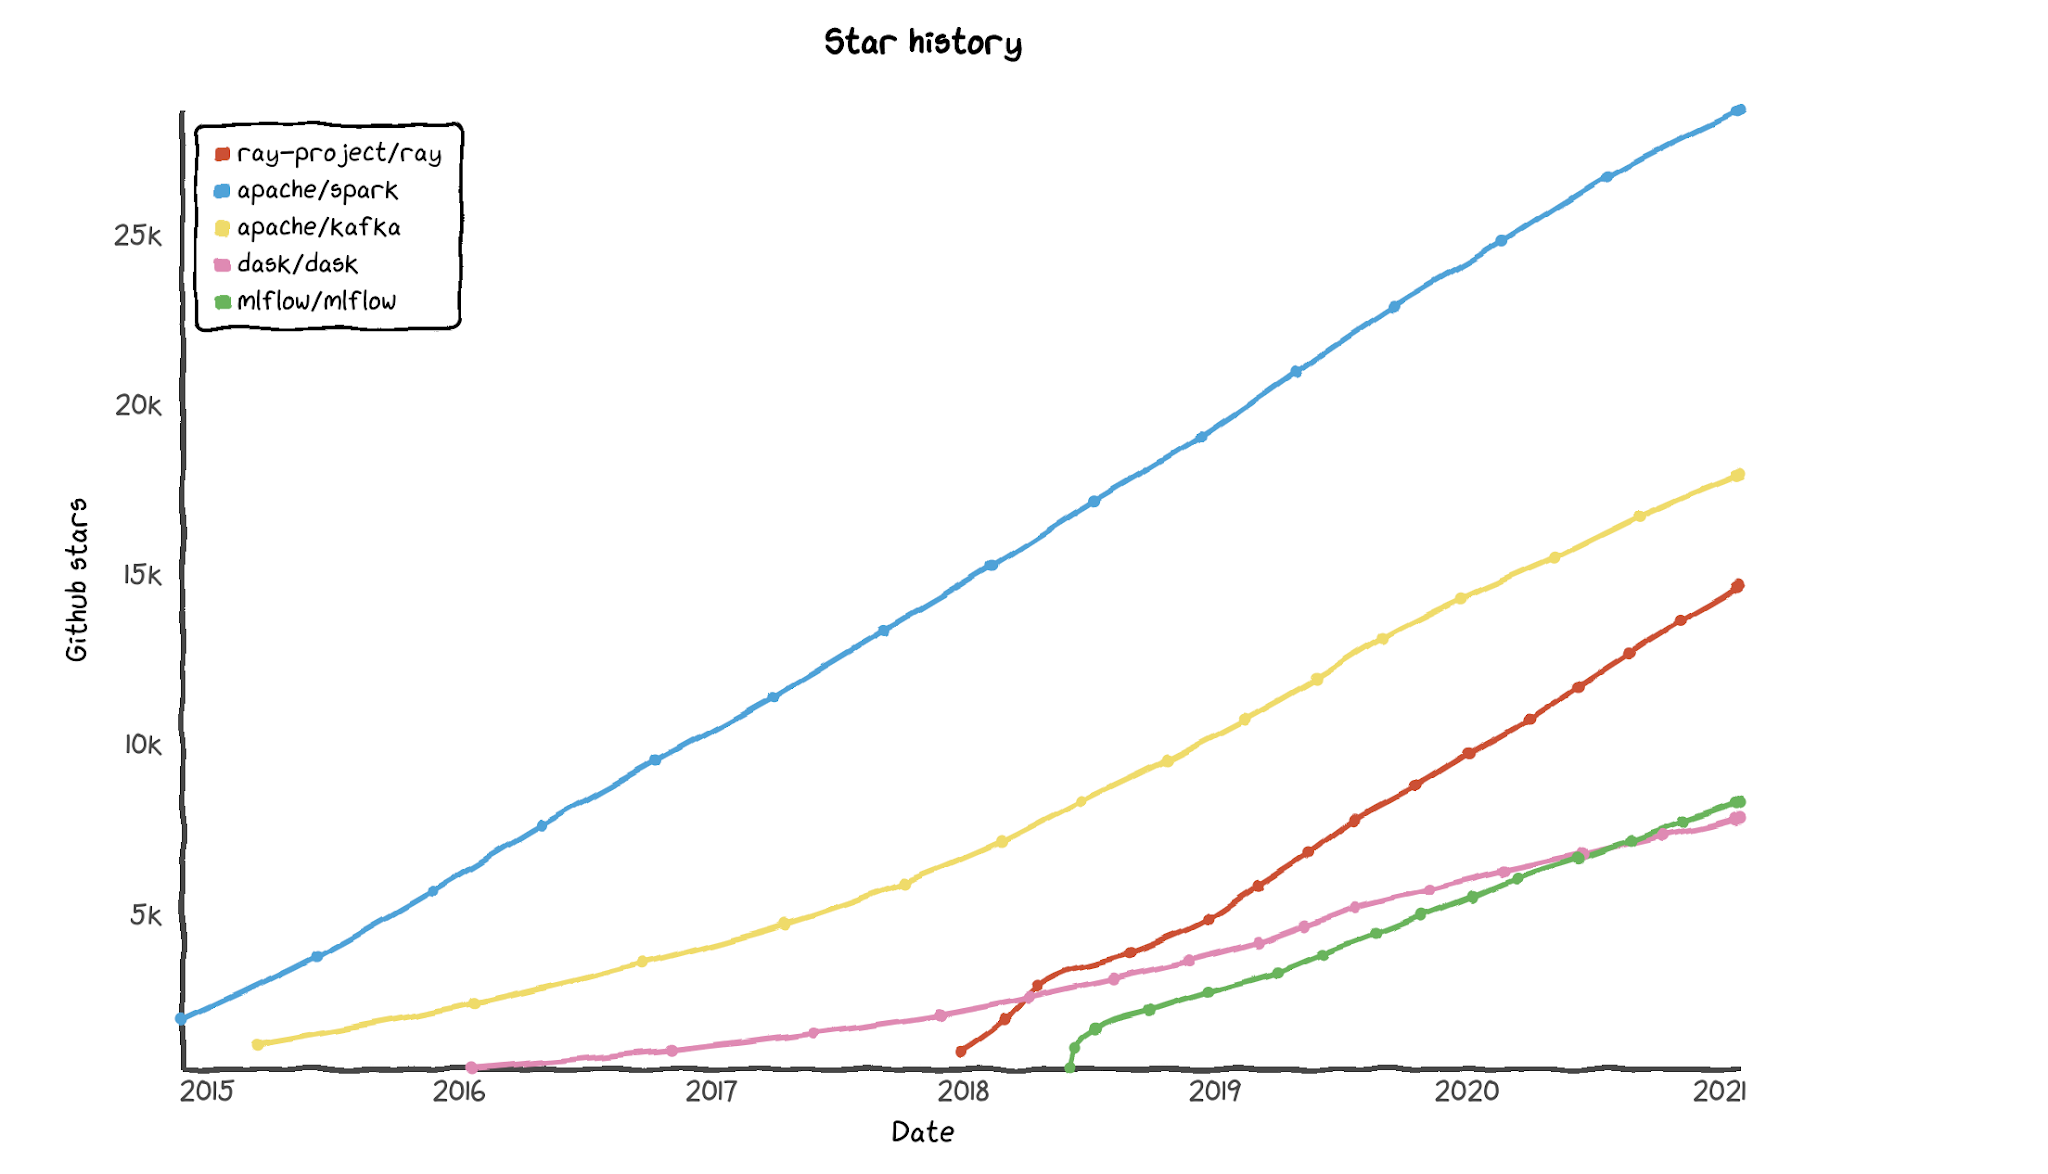 Star history
ray-project/ray
apache/spark
apache/kafka
dask/dask
mlflow/mlflow
25k
20k
15k
10k
5k
Github stars
2015 2016 2017 2018 2019 2020 2021
Date